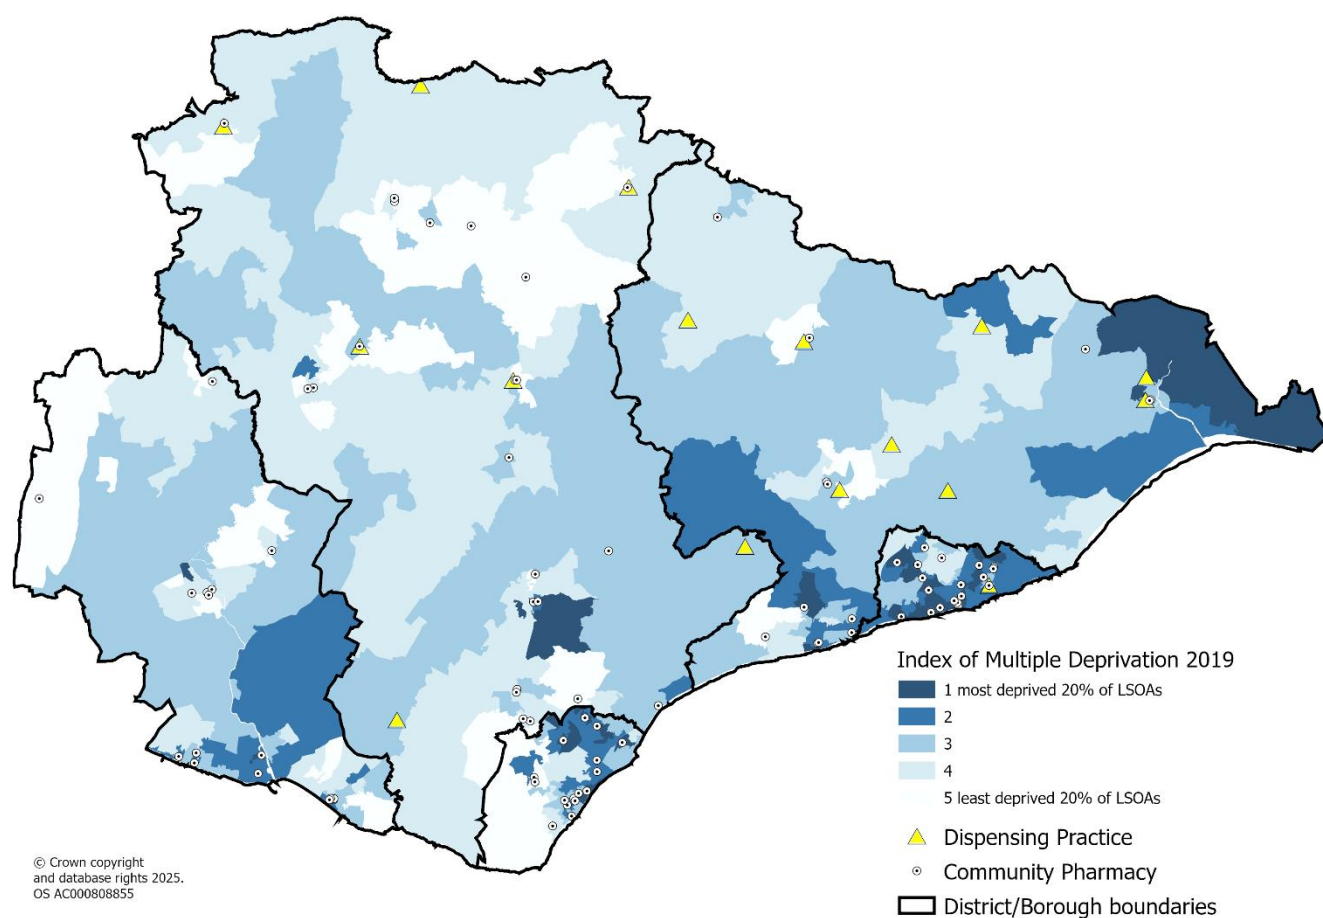 Index of Multiple Deprivation 2019
1 most deprived 20% of LSOAs
2
3
4
5 least deprived 20% of LSOAs
Dispensing Practice
Community Pharmacy
District/Borough boundaries
© Crown copyright
and database rights 2025.
OS AC000808855